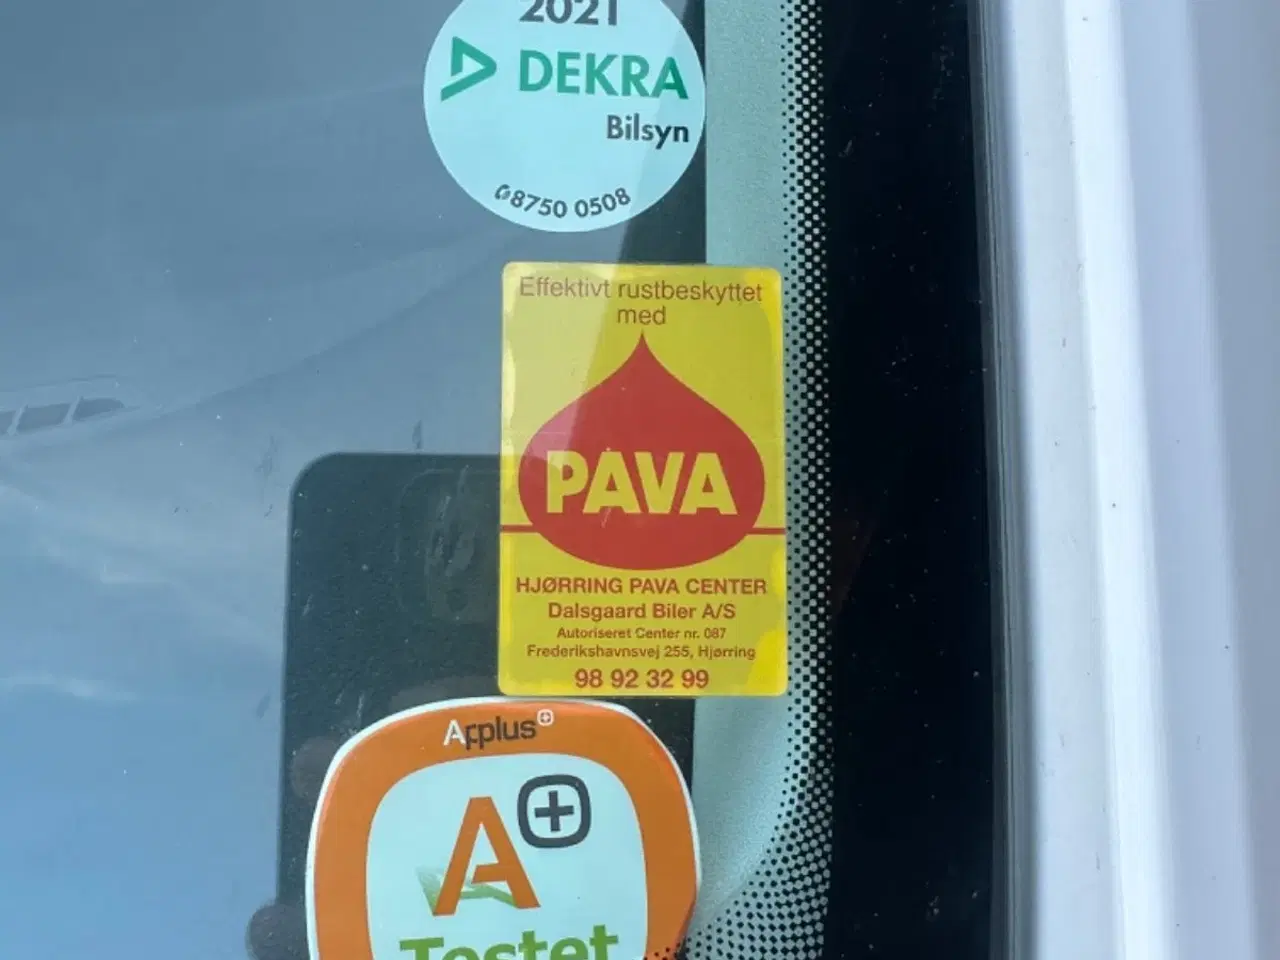 2021
DEKRA
Bilsyn
8750 0508
Effektivt rustbeskyttet
med
PAVA
HJØRRING PAVA CENTER
Dalsgaard Biler A/S
Autoriseret Center nr. 087
Frederikshavnsvej 255, Hjørring
98 92 32 99
Applus+
A+
Testet